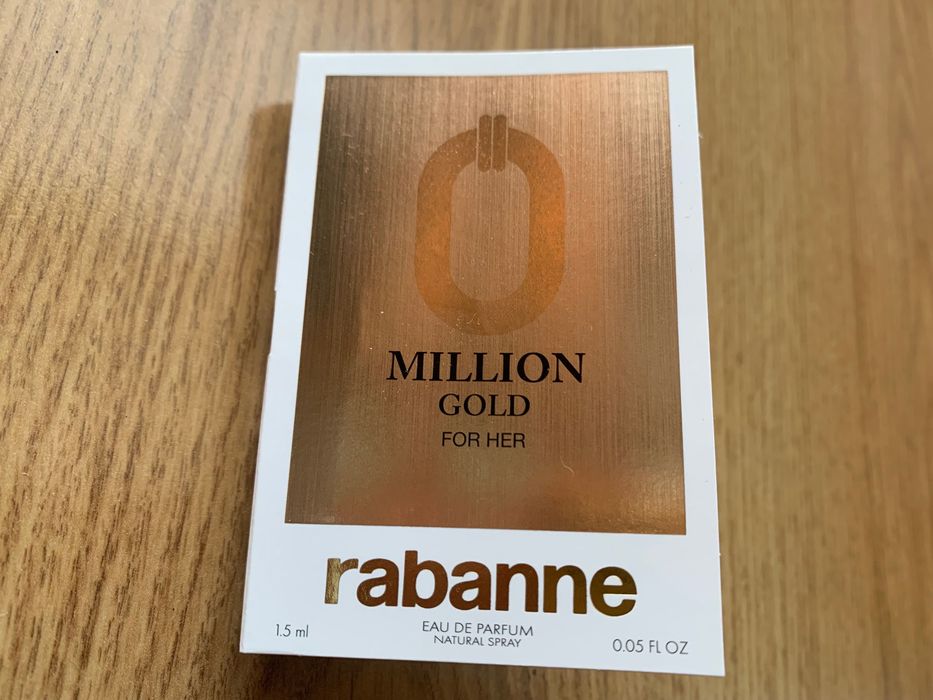 MILLION
GOLD
FOR HER
rabanne
EAU DE PARFUM
NATURAL SPRAY
1.5 ml
0.05 FL OZ